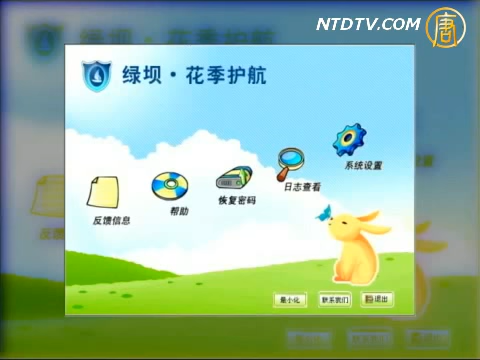 NTDTV.COM
唐
绿坝·花季护航
系统设置
日志查看
恢复密码
帮助
反馈信息
最小化
联系我们
退出